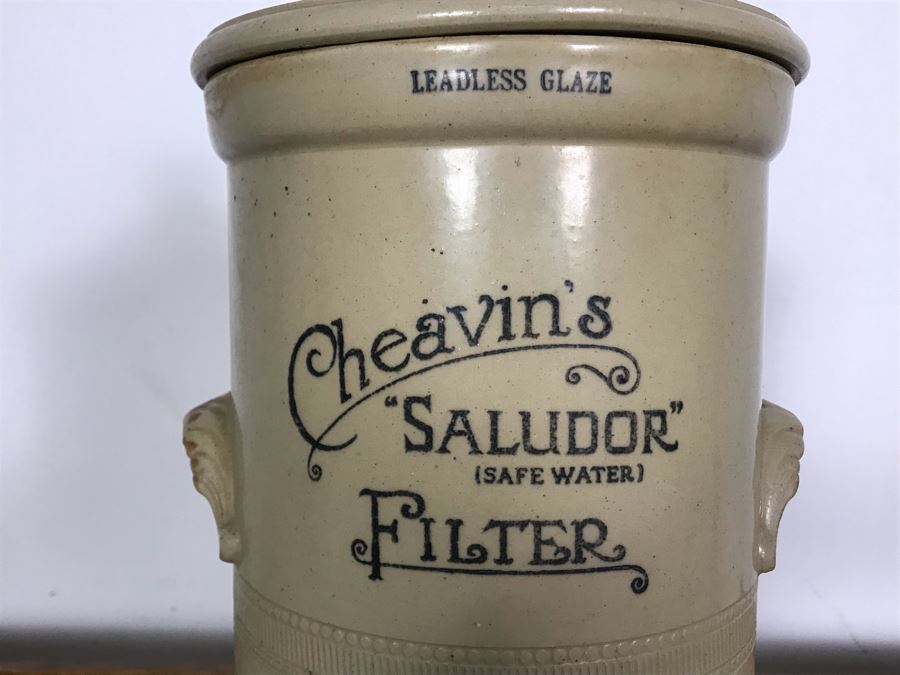 LEADLESS GLAZE
Cheavin's
"SALUDOR"
(SAFE WATER)
FILTER